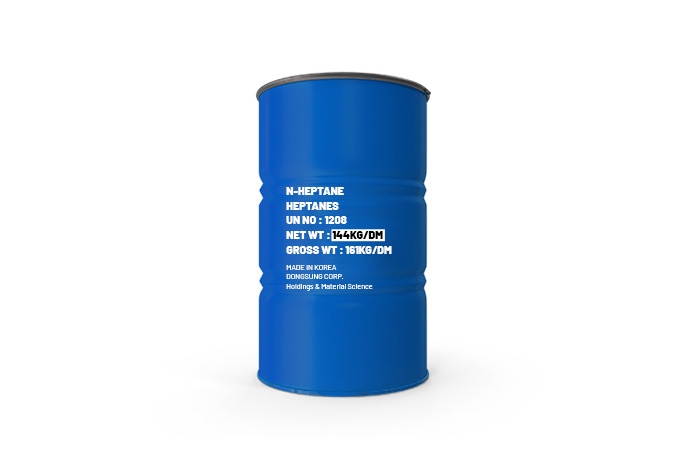 N-HEPTANE
HEPTANES
UN NO : 1208
NET WT : 144KG/DM
GROSS WT : 161KG/DM
MADE IN KOREA
DONGSUNG CORP.
Holdings & Material Science